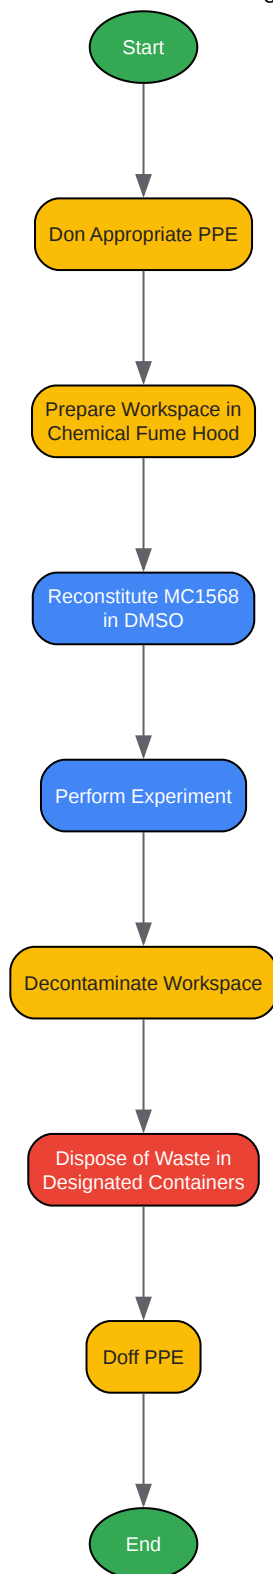 Start
Don Appropriate PPE
Prepare Workspace in
Chemical Fume Hood
Reconstitute MC1568
in DMSO
Perform Experiment
Decontaminate Workspace
Dispose of Waste in
Designated Containers
Doff PPE
End